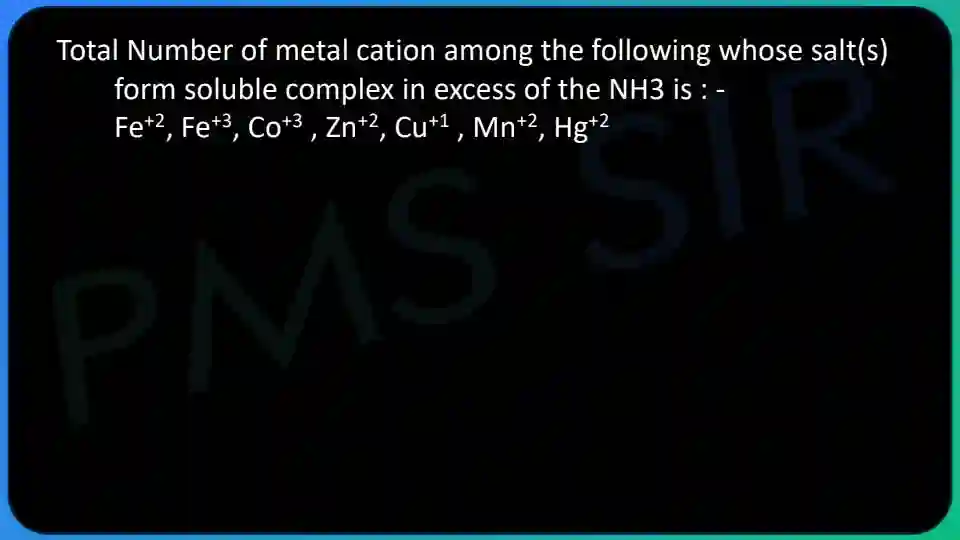 Total Number of metal cation among the following whose salt(s)
form soluble complex in excess of the NH3 is : -
Fe⁺², Fe⁺³, Co⁺³ , Zn⁺², Cu⁺¹ , Mn⁺², Hg⁺²
PMS SIR